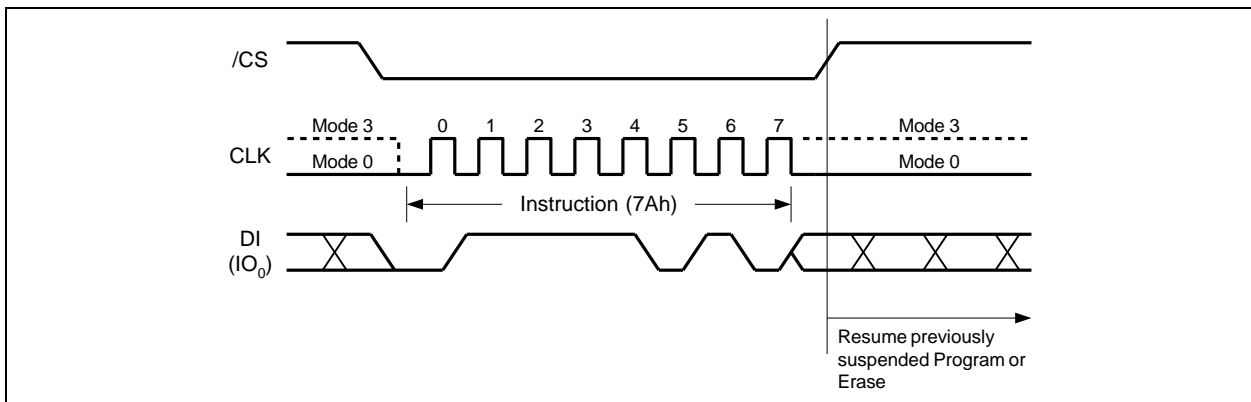 /CS
Mode 3
0 1 2 3 4 5 6 7
Mode 3
CLK
Mode 0
Mode 0
Instruction (7Ah)
DI
(IO0)
Resume previously
suspended Program or
Erase